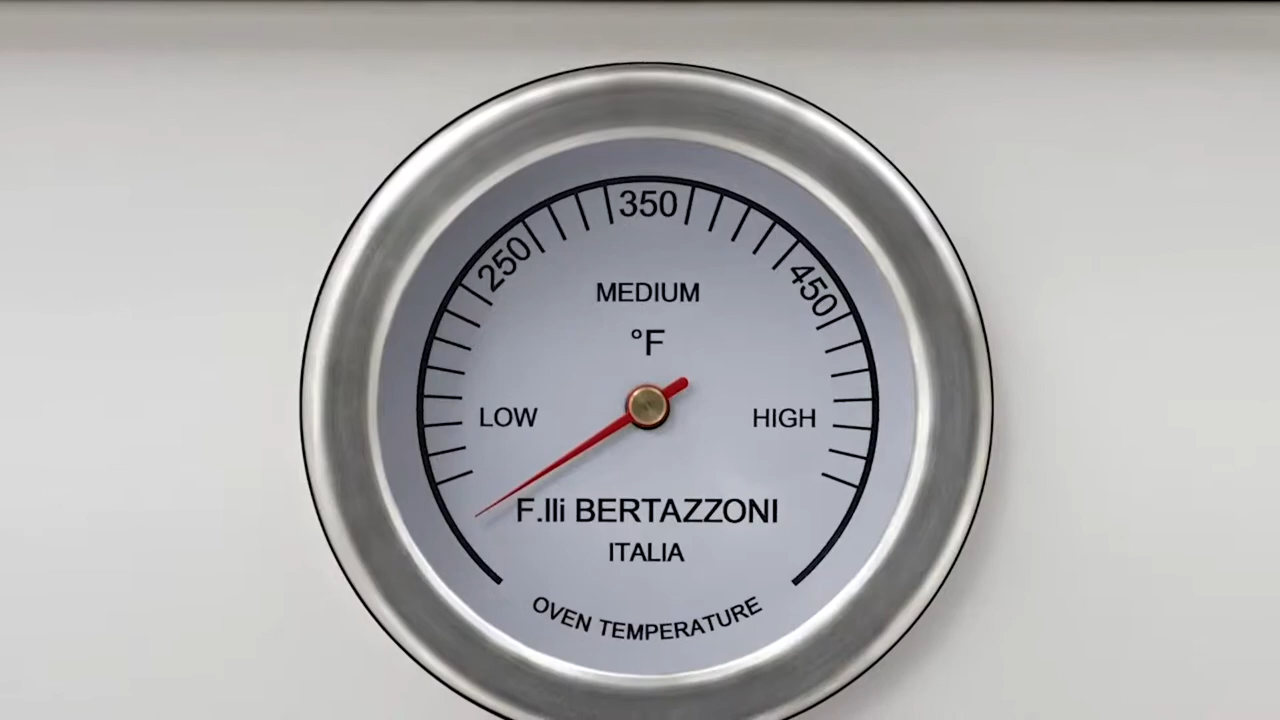 350
250
450
MEDIUM
°F
LOW
HIGH
F.lli BERTAZZONI
ITALIA
OVEN TEMPERATURE